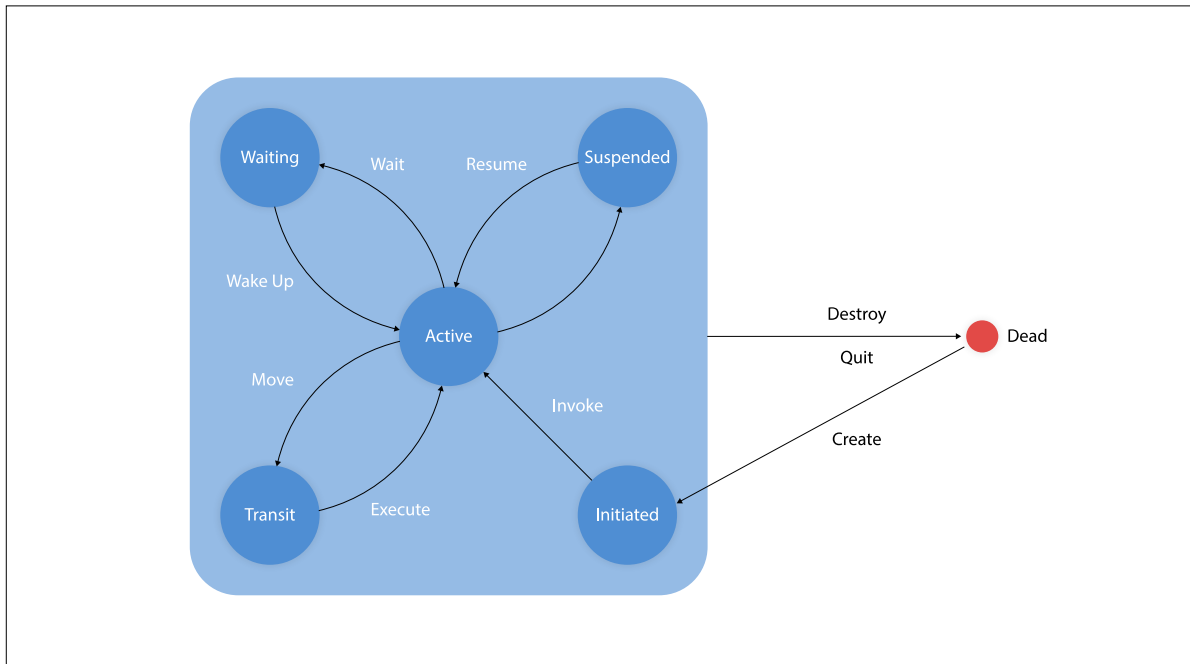 Waiting
Wait
Resume
Suspended
Wake Up
Active
Destroy
Dead
Quit
Move
Invoke
Create
Transit
Execute
Initiated